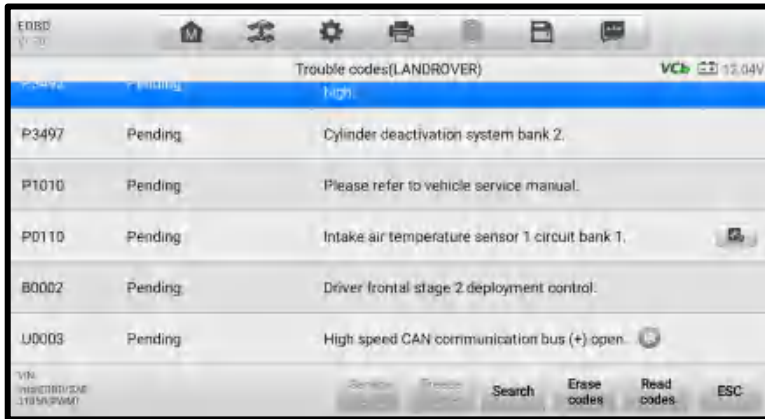 EOBD
Trouble codes(LANDROVER) VCb 12.04V
Pending high.
P3497 Pending Cylinder deactivation system bank 2.
P1010 Pending Please refer to vehicle service manual.
P0110 Pending Intake air temperature sensor 1 circuit bank 1.
B0002 Pending Driver frontal stage 2 deployment control.
U0003 Pending High speed CAN communication bus (+) open.
VIN:
Search Erase codes Read codes ESC